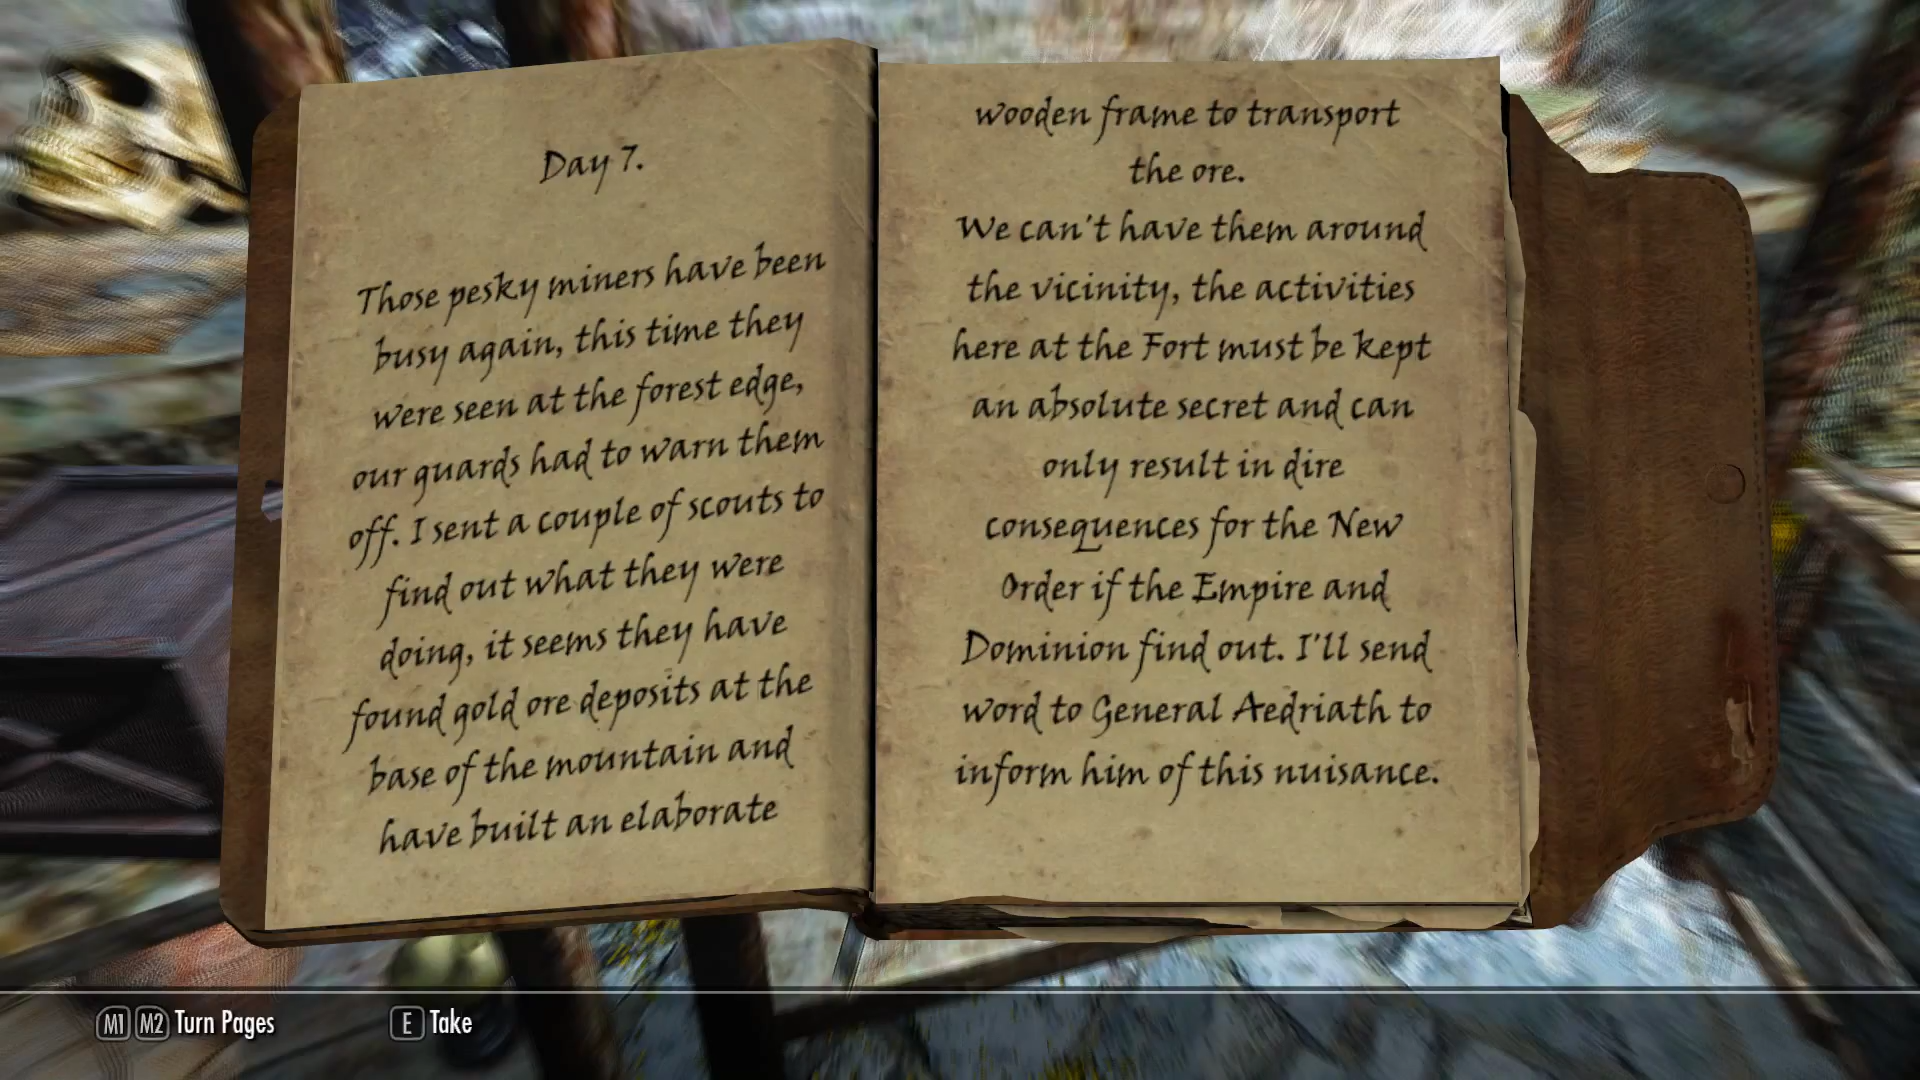 Day 7.
Those pesky miners have been
busy again, this time they
were seen at the forest edge,
our guards had to warn them
off. I sent a couple of scouts to
find out what they were
doing, it seems they have
found gold ore deposits at the
base of the mountain and
have built an elaborate
wooden frame to transport
the ore.
We can't have them around
the vicinity, the activities
here at the Fort must be kept
an absolute secret and can
only result in dire
consequences for the New
Order if the Empire and
Dominion find out. I'll send
word to General Aedriath to
inform him of this nuisance.
M1 M2 Turn Pages
E Take